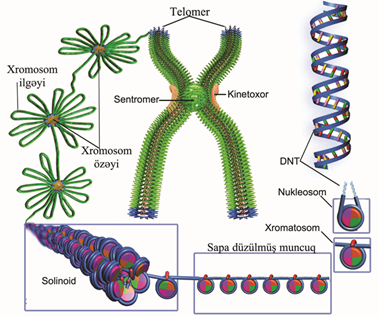 Telomer
Xromosom
ilgəyi
Sentromer
Kinetoxor
Xromosom
özəyi
DNT
Nukleosom
Xromatosom
Sapa düzülmüş muncuq
Solinoid